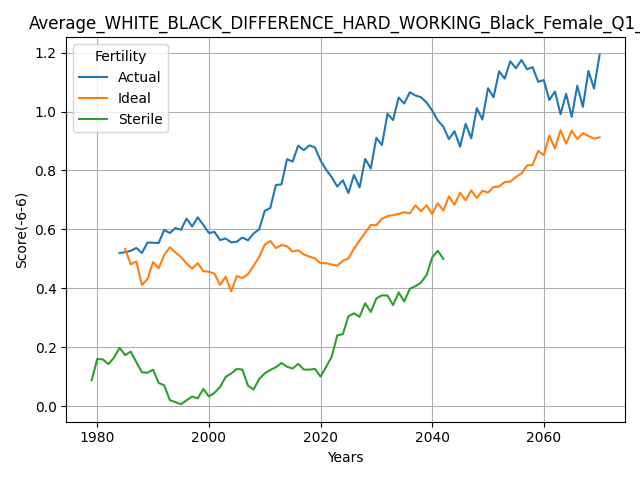 Average_WHITE_BLACK_DIFFERENCE_HARD_WORKING_Black_Female_Q1_
Fertility
Actual
Ideal
Sterile
Score(-6-6)
1.2
1.0
0.8
0.6
0.4
0.2
0.0
1980 2000 2020 2040 2060
Years